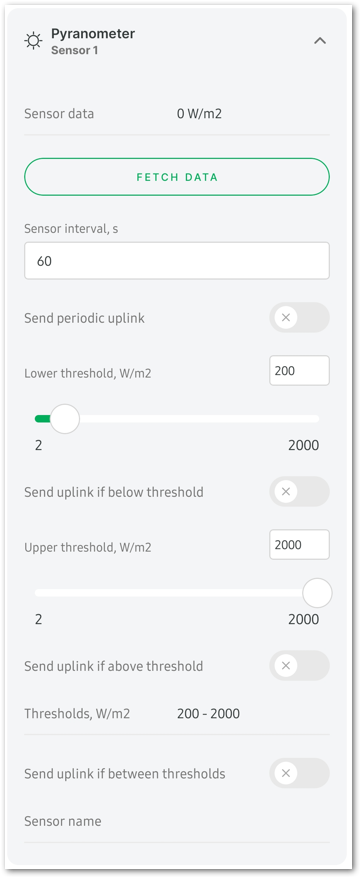 Pyranometer
Sensor 1
Sensor data 0 W/m2
FETCH DATA
Sensor interval, s
60
Send periodic uplink
Lower threshold, W/m2 200
2 2000
Send uplink if below threshold
Upper threshold, W/m2 2000
2 2000
Send uplink if above threshold
Thresholds, W/m2 200 - 2000
Send uplink if between thresholds
Sensor name